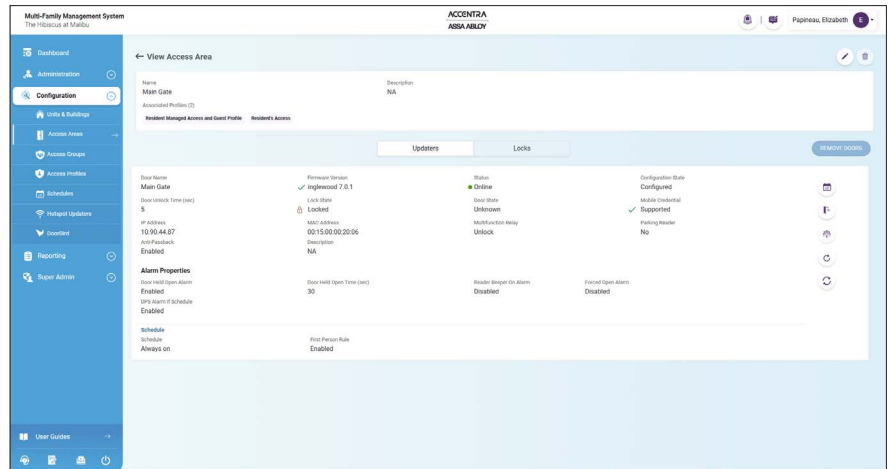 Multi-Family Management System
The Hibiscus at Malibu
ACCENTRA
ASSA ABLOY
Papineau, Elizabeth E
Dashboard
Administration
Configuration
Units & Buildings
Access Areas
Access Groups
Access Profiles
Schedules
Hotspot Updaters
DoorBird
Reporting
Super Admin
User Guides
← View Access Area
Name Description
Main Gate NA
Associated Profiles (2)
Resident Managed Access and Guest Profile Resident's Access
Updaters Locks REMOVE DOORS
Door Name Firmware Version Status Configuration State
Main Gate inglewood 7.0.1 Online Configured
Door Unlock Time (sec) Lock State Door State Mobile Credential
5 Locked Unknown Supported
IP Address MAC Address Multifunction Relay Parking Reader
10.90.44.87 00:15:00:00:20:06 Unlock No
Anti-Passback Description
Enabled NA
Alarm Properties
Door Held Open Alarm Door Held Open Time (sec) Reader Beeper On Alarm Forced Open Alarm
Enabled 30 Disabled Disabled
DPS Alarm If Schedule
Enabled
Schedule
Schedule First Person Rule
Always on Enabled